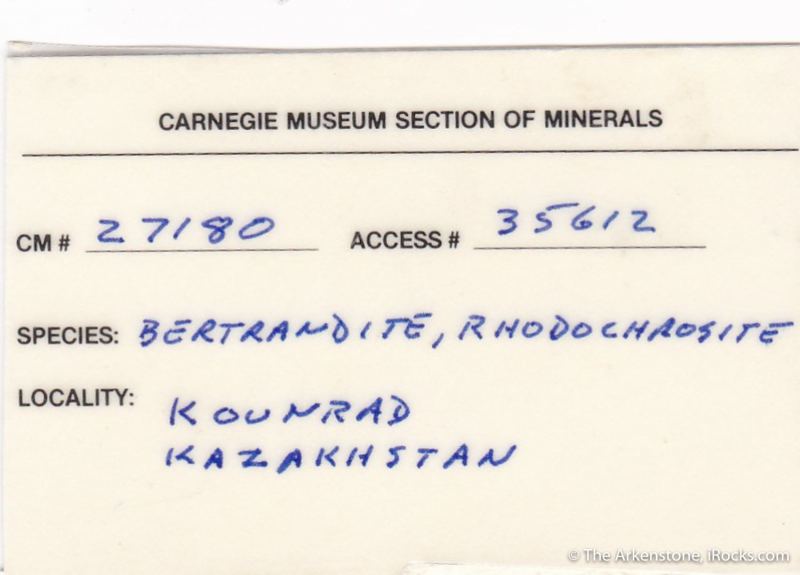 CARNEGIE MUSEUM SECTION OF MINERALS
CM # 27180 ACCESS # 35612
SPECIES: BERTRANDITE, RHODOCHROSITE
LOCALITY: KOUNRAD
KAZAKHSTAN
© The Arkenstone, iRocks.com